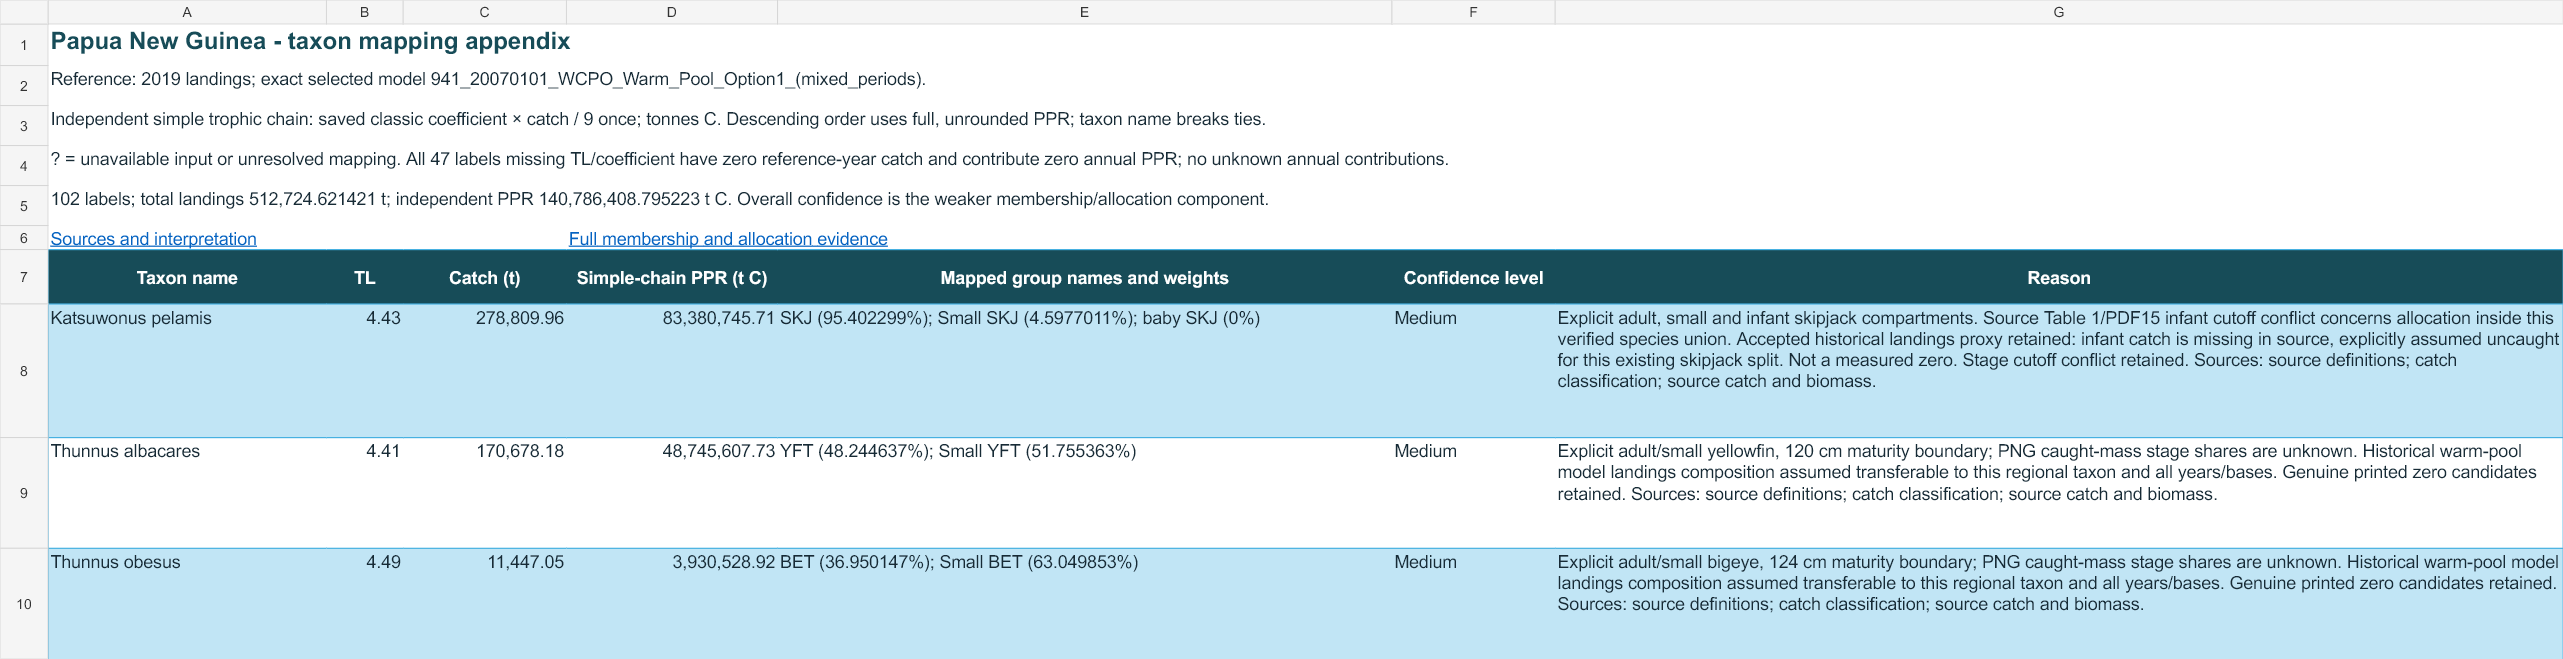 A B C D E F G
1 Papua New Guinea - taxon mapping appendix
2 Reference: 2019 landings; exact selected model 941_20070101_WCPO_Warm_Pool_Option1_(mixed_periods).
3 Independent simple trophic chain: saved classic coefficient × catch / 9 once; tonnes C. Descending order uses full, unrounded PPR; taxon name breaks ties.
4 ? = unavailable input or unresolved mapping. All 47 labels missing TL/coefficient have zero reference-year catch and contribute zero annual PPR; no unknown annual contributions.
5 102 labels; total landings 512,724.621421 t; independent PPR 140,786,408.795223 t C. Overall confidence is the weaker membership/allocation component.
6 Sources and interpretation Full membership and allocation evidence
7 Taxon name TL Catch (t) Simple-chain PPR (t C) Mapped group names and weights Confidence level Reason
Katsuwonus pelamis 4.43 278,809.96 83,380,745.71 SKJ (95.402299%); Small SKJ (4.5977011%); baby SKJ (0%) Medium Explicit adult, small and infant skipjack compartments. Source Table 1/PDF15 infant cutoff conflict concerns allocation inside this
verified species union. Accepted historical landings proxy retained: infant catch is missing in source, explicitly assumed uncaught
8 for this existing skipjack split. Not a measured zero. Stage cutoff conflict retained. Sources: source definitions; catch
classification; source catch and biomass.
Thunnus albacares 4.41 170,678.18 48,745,607.73 YFT (48.244637%); Small YFT (51.755363%) Medium Explicit adult/small yellowfin, 120 cm maturity boundary; PNG caught-mass stage shares are unknown. Historical warm-pool
model landings composition assumed transferable to this regional taxon and all years/bases. Genuine printed zero candidates
9 retained. Sources: source definitions; catch classification; source catch and biomass.
Thunnus obesus 4.49 11,447.05 3,930,528.92 BET (36.950147%); Small BET (63.049853%) Medium Explicit adult/small bigeye, 124 cm maturity boundary; PNG caught-mass stage shares are unknown. Historical warm-pool model
landings composition assumed transferable to this regional taxon and all years/bases. Genuine printed zero candidates retained.
10 Sources: source definitions; catch classification; source catch and biomass.